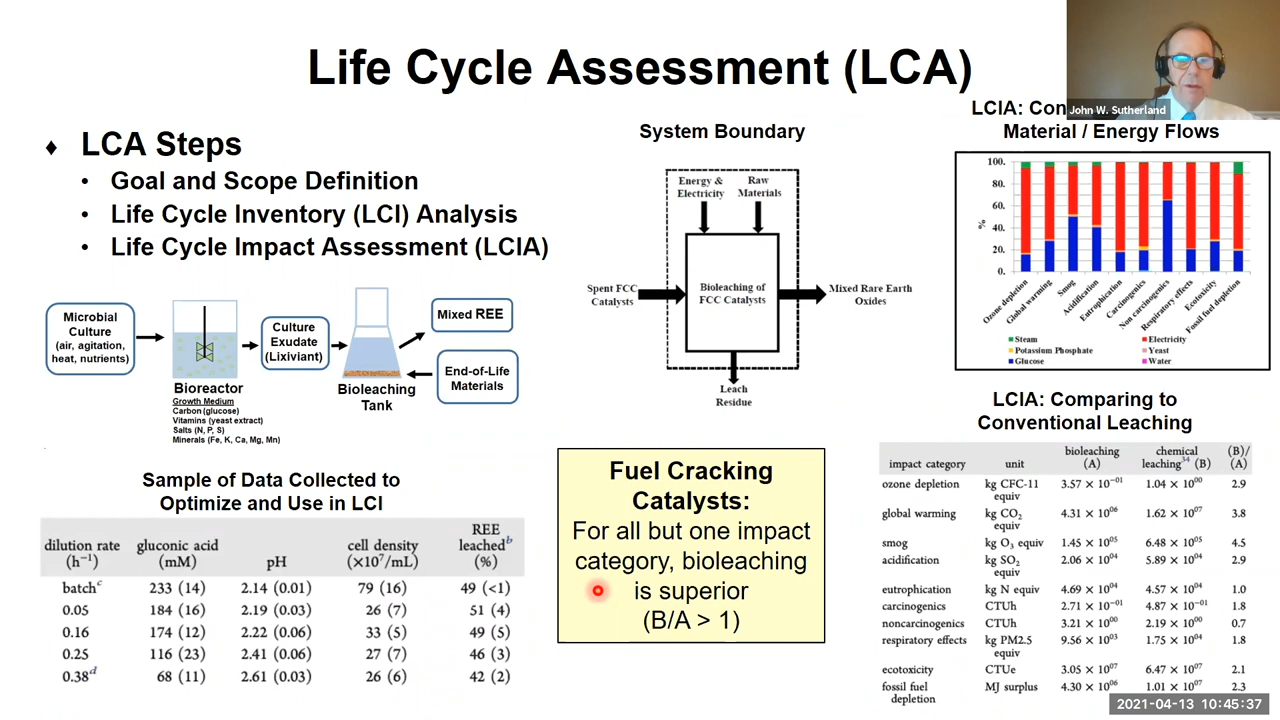 Life Cycle Assessment (LCA)
John W. Sutherland
♦ LCA Steps
• Goal and Scope Definition
• Life Cycle Inventory (LCI) Analysis
• Life Cycle Impact Assessment (LCIA)
Microbial
Culture
(air, agitation,
heat, nutrients)
Bioreactor
Growth Medium
Carbon (glucose)
Vitamins (yeast extract)
Salts (N, P, S)
Minerals (Fe, K, Ca, Mg, Mn)
Culture
Exudate
(Lixiviant)
Bioleaching
Tank
Mixed REE
End-of-Life
Materials
System Boundary
Energy &
Electricity
Raw
Materials
Spent FCC
Catalysts
Bioleaching of
FCC Catalysts
Mixed Rare Earth
Oxides
Leach
Residue
LCIA:
Material / Energy Flows
100.
80.
60.
40.
20.
0.
%
Ozone depletion
Global warming
Smog
Acidification
Eutrophication
Carcinogenics
Non carcinogenics
Respiratory effects
Ecotoxicity
Fossil fuel depletion
Steam
Electricity
Potassium Phosphate
Yeast
Glucose
Water
Sample of Data Collected to
Optimize and Use in LCI
dilution rate (h⁻¹) gluconic acid (mM) pH cell density (×10⁷/mL) REE leachedᵇ (%)
batchᶜ 233 (14) 2.14 (0.01) 79 (16) 49 (<1)
0.05 184 (16) 2.19 (0.03) 26 (7) 51 (4)
0.16 174 (12) 2.22 (0.06) 33 (5) 49 (5)
0.25 116 (23) 2.41 (0.06) 27 (7) 46 (3)
0.38ᵈ 68 (11) 2.61 (0.03) 26 (6) 42 (2)
Fuel Cracking
Catalysts:
For all but one impact
category, bioleaching
is superior
(B/A > 1)
LCIA: Comparing to
Conventional Leaching
impact category unit bioleaching (A) chemical leaching³⁴ (B) (B)/(A)
ozone depletion kg CFC-11 equiv 3.57 × 10⁻⁰¹ 1.04 × 10⁰⁰ 2.9
global warming kg CO₂ equiv 4.31 × 10⁰⁶ 1.62 × 10⁰⁷ 3.8
smog kg O₃ equiv 1.45 × 10⁰⁵ 6.48 × 10⁰⁵ 4.5
acidification kg SO₂ equiv 2.06 × 10⁰⁴ 5.89 × 10⁰⁴ 2.9
eutrophication kg N equiv 4.69 × 10⁰⁴ 4.57 × 10⁰⁴ 1.0
carcinogenics CTUh 2.71 × 10⁻⁰¹ 4.87 × 10⁻⁰¹ 1.8
noncarcinogenics CTUh 3.21 × 10⁰⁰ 2.19 × 10⁰⁰ 0.7
respiratory effects kg PM2.5 equiv 9.56 × 10⁰³ 1.75 × 10⁰⁴ 1.8
ecotoxicity CTUe 3.05 × 10⁰⁷ 6.47 × 10⁰⁷ 2.1
fossil fuel depletion MJ surplus 4.30 × 10⁰⁶ 1.01 × 10⁰⁷ 2.3
2021-04-13 10:45:37